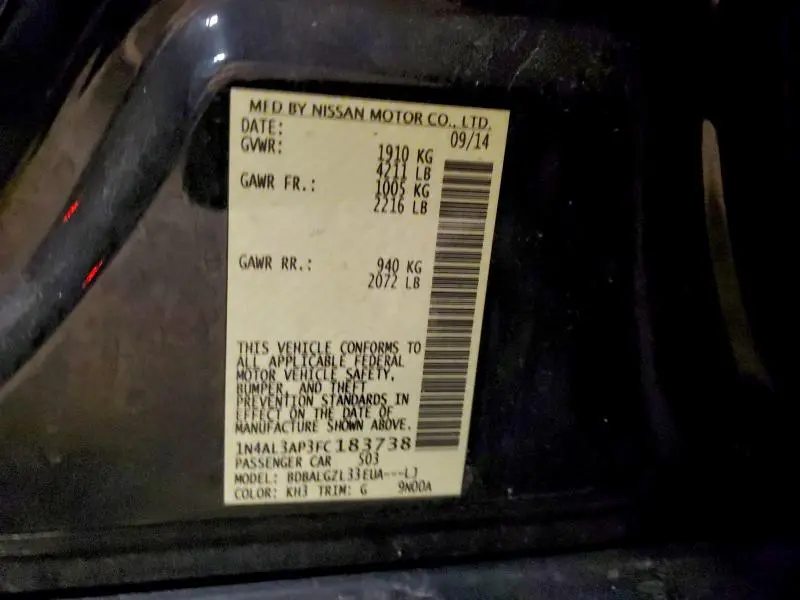 MFD BY NISSAN MOTOR CO., LTD.
DATE: 09/14
GVWR: 1910 KG
4211 LB
GAWR FR.: 1005 KG
2216 LB
GAWR RR.: 940 KG
2072 LB
THIS VEHICLE CONFORMS TO
ALL APPLICABLE FEDERAL
MOTOR VEHICLE SAFETY,
BUMPER, AND THEFT
PREVENTION STANDARDS IN
EFFECT ON THE DATE OF
MANUFACTURE SHOWN ABOVE.
1N4AL3AP3FC183738
PASSENGER CAR S03
MODEL: BDBALGZL33EUA---LJ
COLOR: KH3 TRIM: G 9N00A